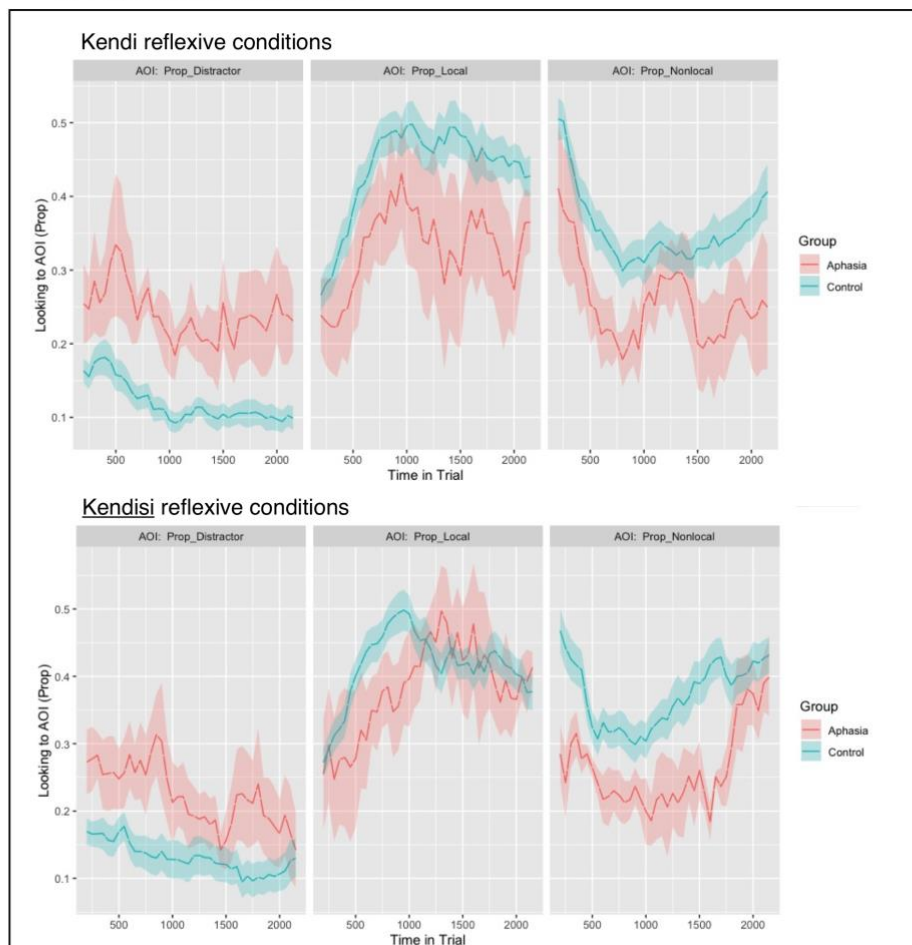 Kendi reflexive conditions
AOI: Prop_Distractor
AOI: Prop_Local
AOI: Prop_Nonlocal
Looking to AOI (Prop)
0.5
0.4
0.3
0.2
0.1
500 1000 1500 2000
500 1000 1500 2000
500 1000 1500 2000
Time in Trial
Group
Aphasia
Control
Kendisi reflexive conditions
AOI: Prop_Distractor
AOI: Prop_Local
AOI: Prop_Nonlocal
Looking to AOI (Prop)
0.5
0.4
0.3
0.2
0.1
500 1000 1500 2000
500 1000 1500 2000
500 1000 1500 2000
Time in Trial
Group
Aphasia
Control